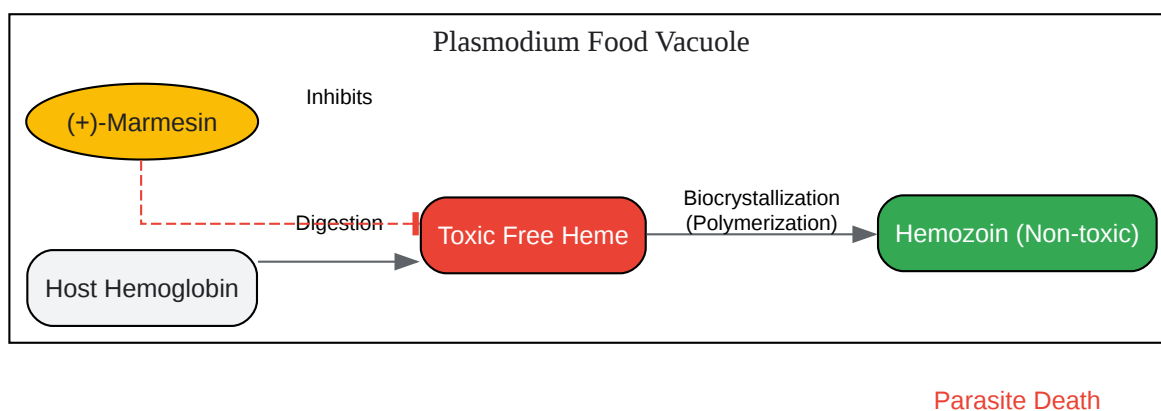 Plasmodium Food Vacuole
(+)-Marmesin
Inhibits
Digestion
Host Hemoglobin
Toxic Free Heme
Biocrystallization
(Polymerization)
Hemozoin (Non-toxic)
Parasite Death